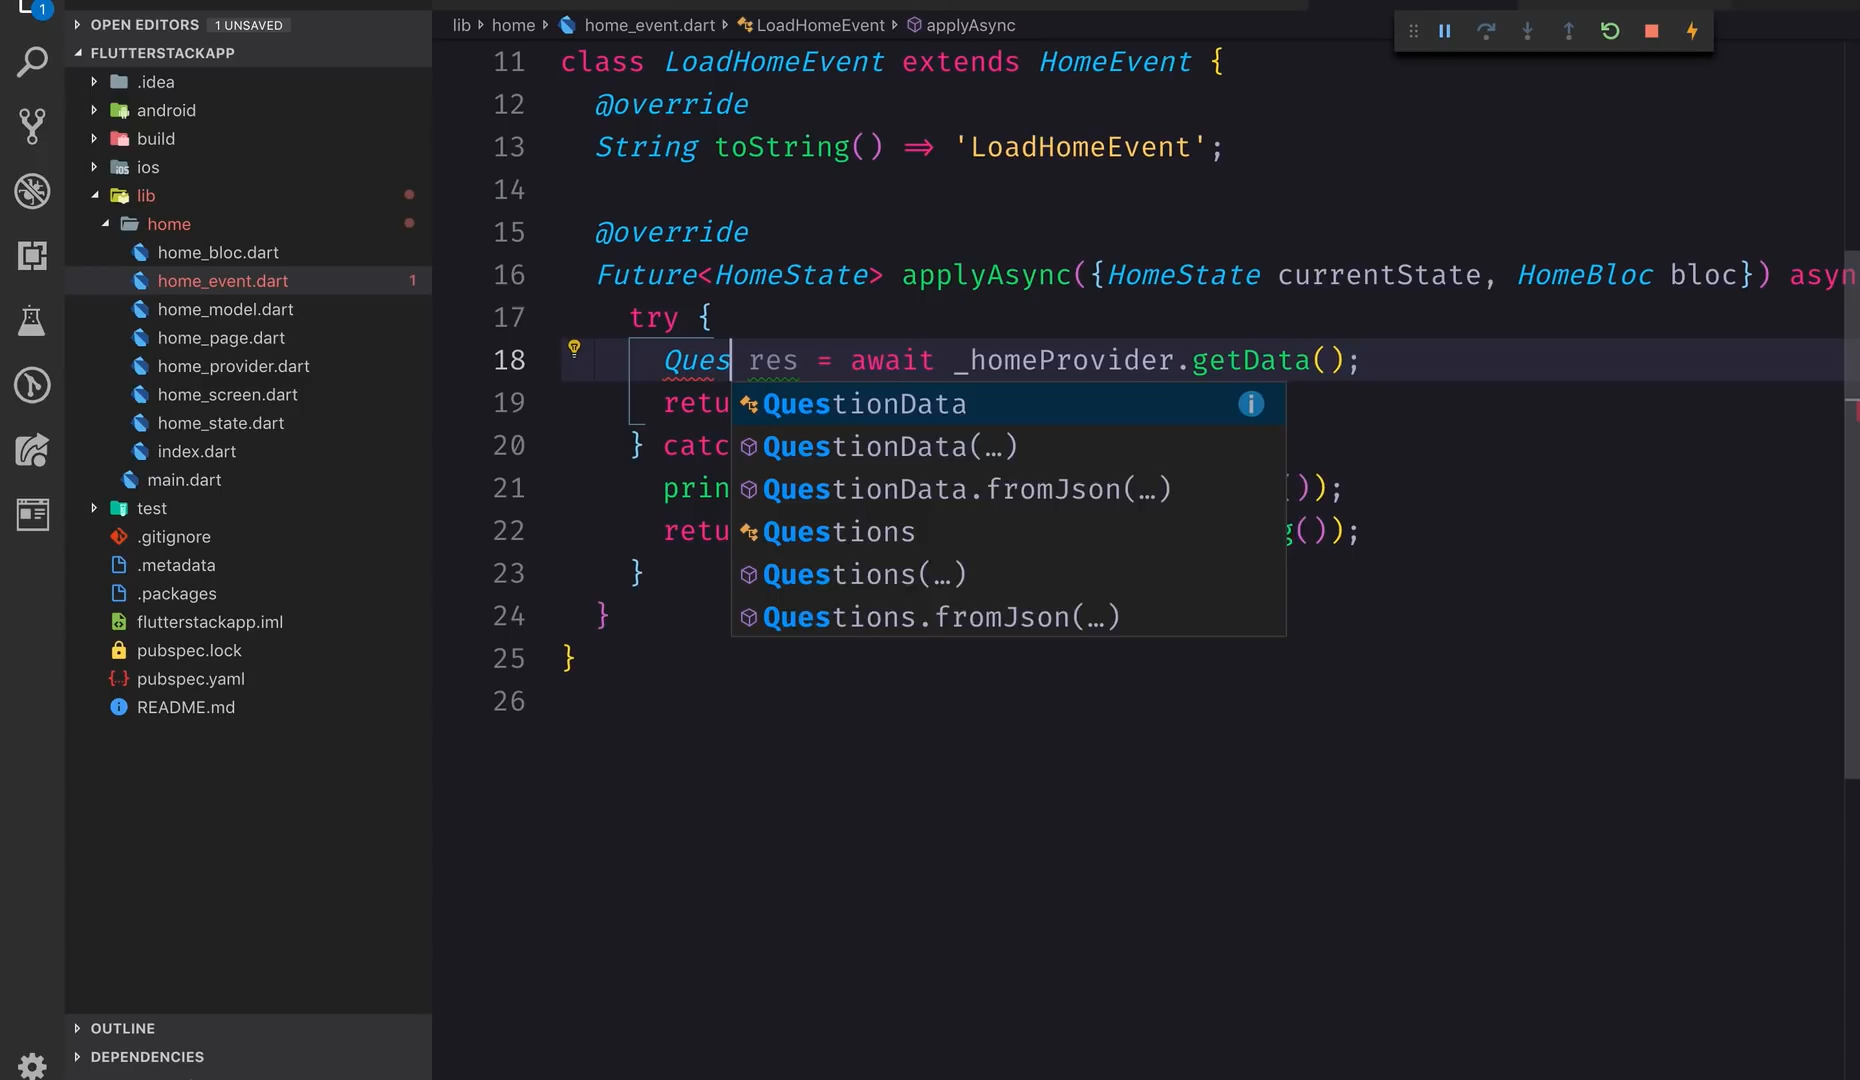 1
OPEN EDITORS 1 UNSAVED
FLUTTERSTACKAPP
.idea
android
build
ios
lib
home
home_bloc.dart
home_event.dart 1
home_model.dart
home_page.dart
home_provider.dart
home_screen.dart
home_state.dart
index.dart
main.dart
test
.gitignore
.metadata
.packages
flutterstackapp.iml
pubspec.lock
pubspec.yaml
README.md
OUTLINE
DEPENDENCIES
lib home home_event.dart LoadHomeEvent applyAsync
11 class LoadHomeEvent extends HomeEvent {
12 @override
13 String toString() => 'LoadHomeEvent';
14
15 @override
16 Future<HomeState> applyAsync({HomeState currentState, HomeBloc bloc}) asyn
17 try {
18 Ques res = await _homeProvider.getData();
19 retu
20 } catc
21 prin ());
22 retu g());
23 }
24 }
25 }
26
QuestionData
QuestionData(…)
QuestionData.fromJson(…)
Questions
Questions(…)
Questions.fromJson(…)